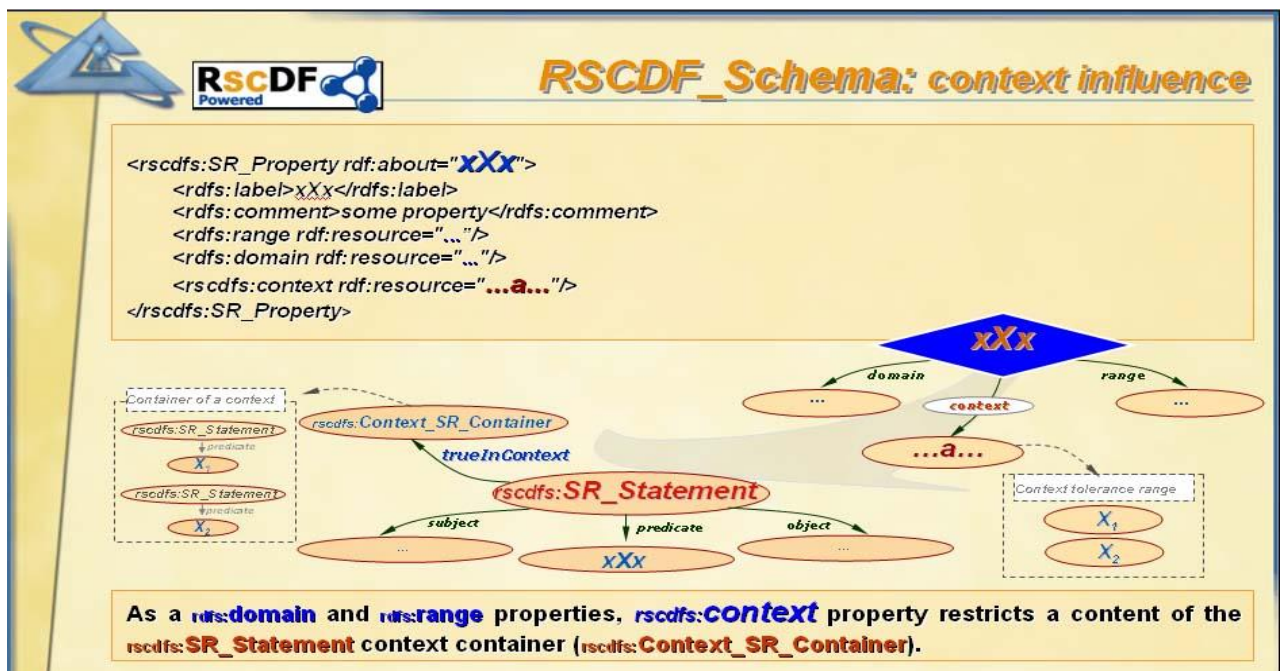 RscDF
Powered
RSCDF_Schema: context influence
<rscdfs:SR_Property rdf:about="xXx">
<rdfs:label>xXx</rdfs:label>
<rdfs:comment>some property</rdfs:comment>
<rdfs:range rdf:resource="..."/>
<rdfs:domain rdf:resource="..."/>
<rscdfs:context rdf:resource="...a..."/>
</rscdfs:SR_Property>
xXx
domain
range
...
context
...
...a...
Context tolerance range
X1
X2
Container of a context
rscdfs:SR_Statement
predicate
X1
rscdfs:SR_Statement
predicate
X2
rscdfs:Context_SR_Container
trueInContext
rscdfs:SR_Statement
subject
predicate
object
...
xXx
...
As a rdfs:domain and rdfs:range properties, rscdfs:context property restricts a content of the
rscdfs:SR_Statement context container (rscdfs:Context_SR_Container).